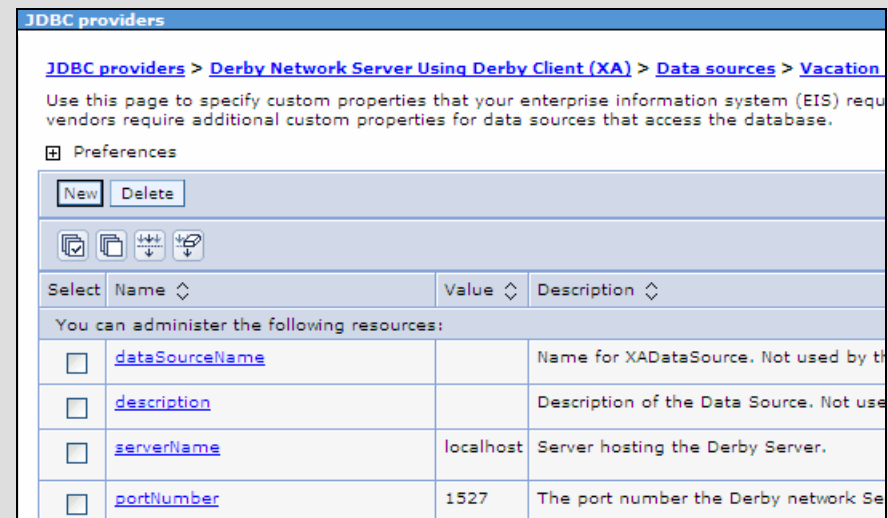 JDBC providers
JDBC providers > Derby Network Server Using Derby Client (XA) > Data sources > Vacation
Use this page to specify custom properties that your enterprise information system (EIS) requ
vendors require additional custom properties for data sources that access the database.
Preferences
New Delete
Select Name Value Description
You can administer the following resources:
dataSourceName Name for XADataSource. Not used by th
description Description of the Data Source. Not use
serverName localhost Server hosting the Derby Server.
portNumber 1527 The port number the Derby network Se